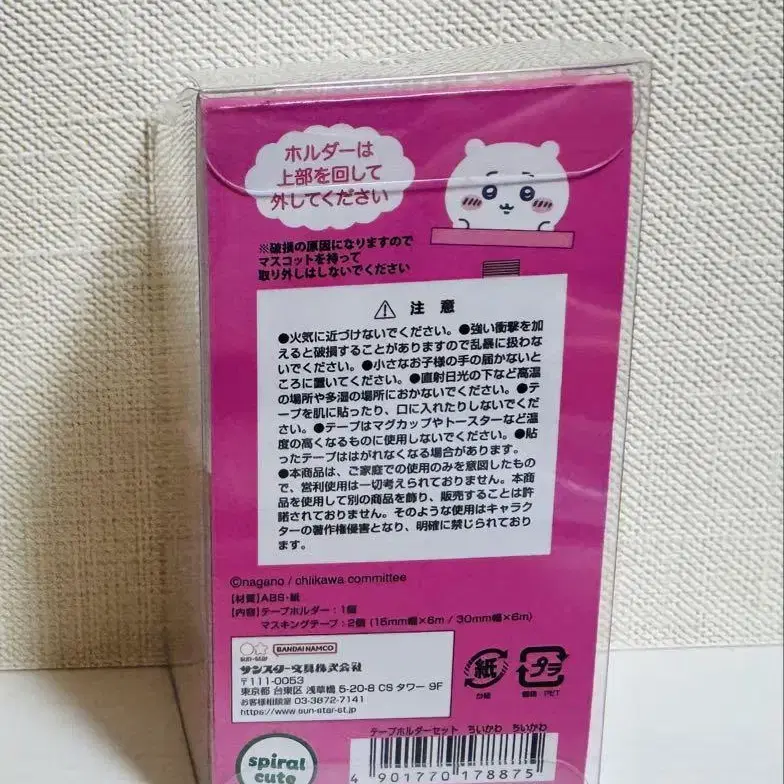 ホルダーは
上部を回して
外してください
※破損の原因になりますので
マスコットを持って
取り外しはしないでください
注意
●火気に近づけないでください。●強い衝撃を加
えると破損することがありますので乱暴に扱わな
いでください。●小さなお子様の手の届かないと
ころに置いてください。●直射日光の下など高温
の場所や多湿の場所におかないでください。●テ
ープを肌に貼ったり、口に入れたりしないでくださ
い。●テープはマグカップやトースターなど温
度の高くなるものに使用しないでください。●貼
ったテープははがれなくなる場合があります。
●本商品は、ご家庭での使用のみを意図したもの
で、営利使用は一切考えられておりません。本商
品を使用して別の商品を飾り、販売することは許
諾されておりません。そのような使用はキャラク
ターの著作権侵害となり、明確に禁じられており
ます。
©nagano / chiikawa committee
【材質】ABS・紙
【内容】テープホルダー:1個
マスキングテープ:2個 (15mm幅×6m / 30mm幅×6m)
sun-star BANDAI NAMCO
サンスター文具株式会社
〒111-0053
東京都 台東区 浅草橋 5-20-8 CS タワー 9F
お客様相談室 03-3872-7141
https://www.sun-star-st.jp
紙
台紙
プラ
個箱:PET
テープホルダーセット ちいかわ ちいかわ
4 901770 178875
spiral
cute